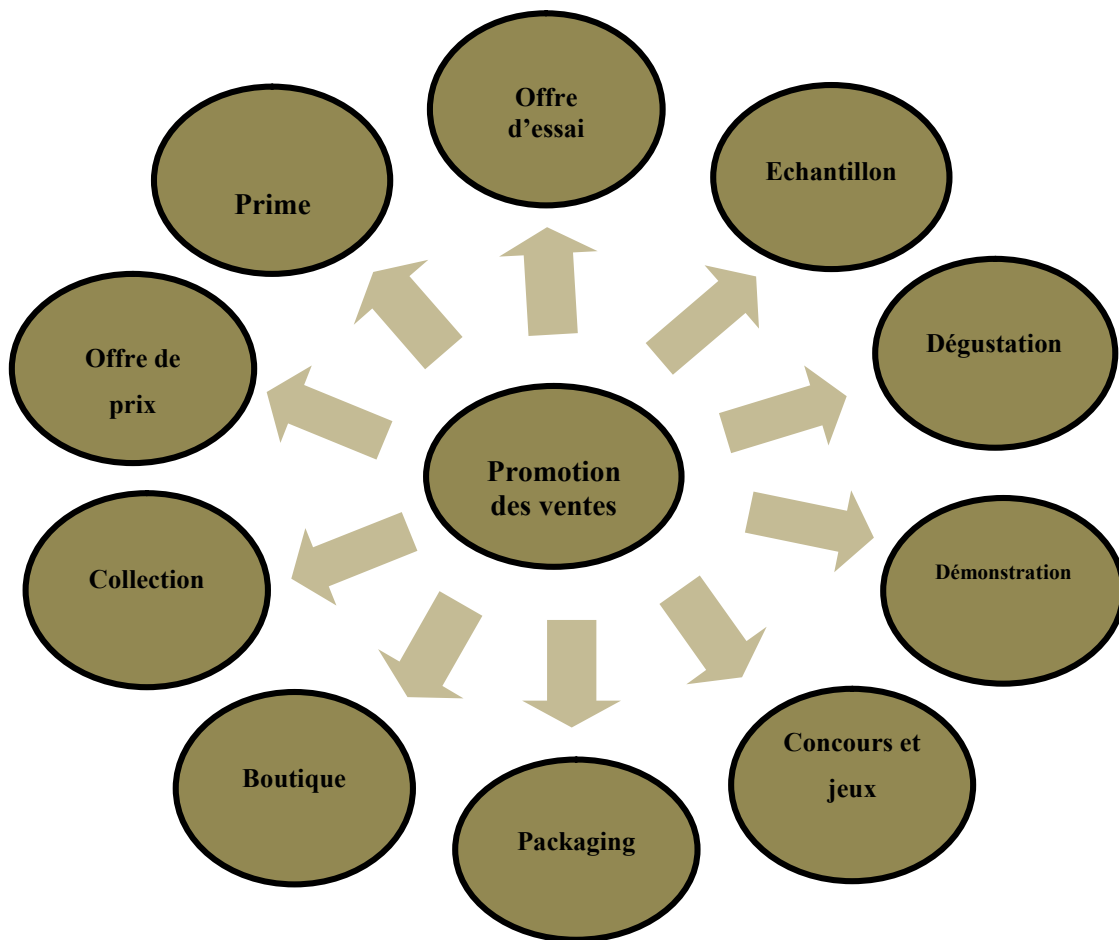 Offre
d’essai
Echantillon
Prime
Dégustation
Offre de
prix
Promotion
des ventes
Démonstration
Collection
Concours et
jeux
Boutique
Packaging